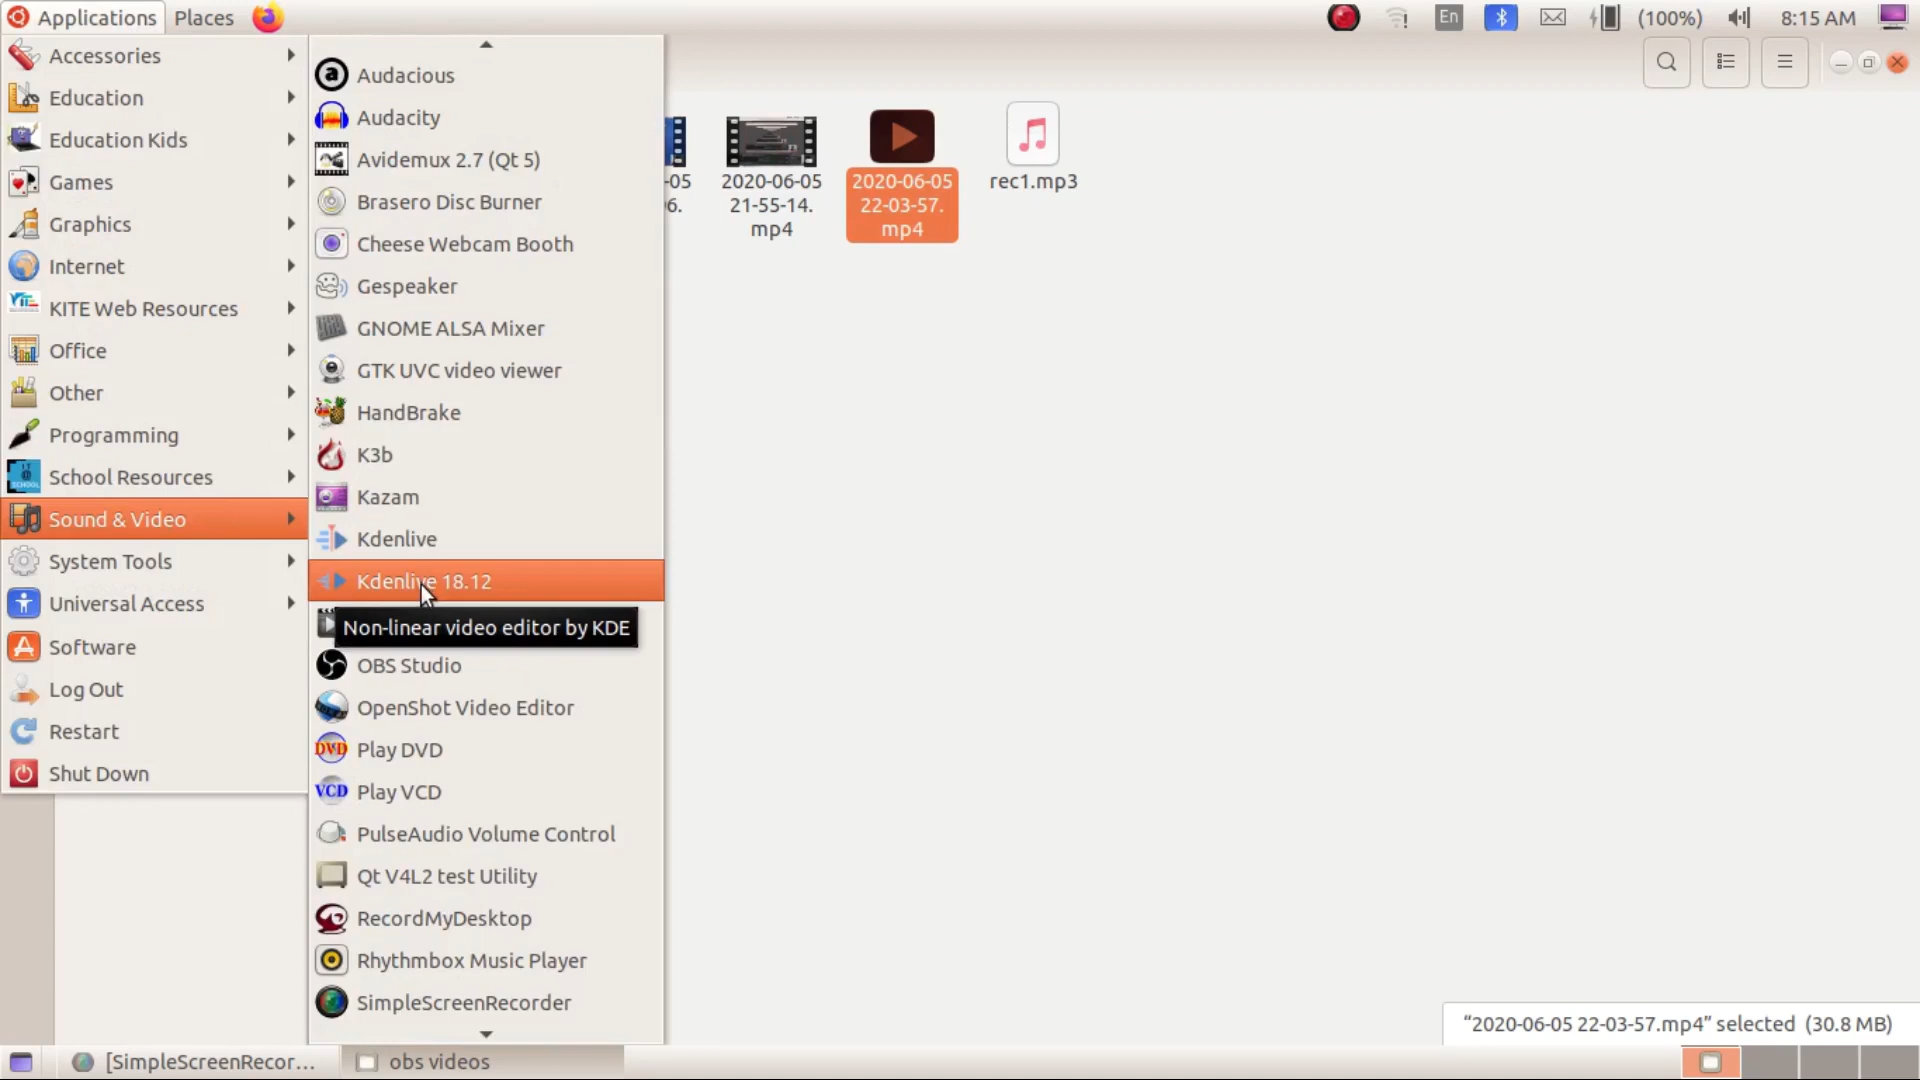 Applications Places En (100%) 8:15 AM
Accessories
Education
Education Kids
Games
Graphics
Internet
KITE Web Resources
Office
Other
Programming
School Resources
Sound & Video
System Tools
Universal Access
Software
Log Out
Restart
Shut Down
Audacious
Audacity
Avidemux 2.7 (Qt 5)
Brasero Disc Burner
Cheese Webcam Booth
Gespeaker
GNOME ALSA Mixer
GTK UVC video viewer
HandBrake
K3b
Kazam
Kdenlive
Kdenlive 18.12
Non-linear video editor by KDE
OBS Studio
OpenShot Video Editor
DVD Play DVD
VCD Play VCD
PulseAudio Volume Control
Qt V4L2 test Utility
RecordMyDesktop
Rhythmbox Music Player
SimpleScreenRecorder
-05
6.
2020-06-05
21-55-14.
mp4
2020-06-05
22-03-57.
mp4
rec1.mp3
“2020-06-05 22-03-57.mp4” selected (30.8 MB)
[SimpleScreenRecor... obs videos